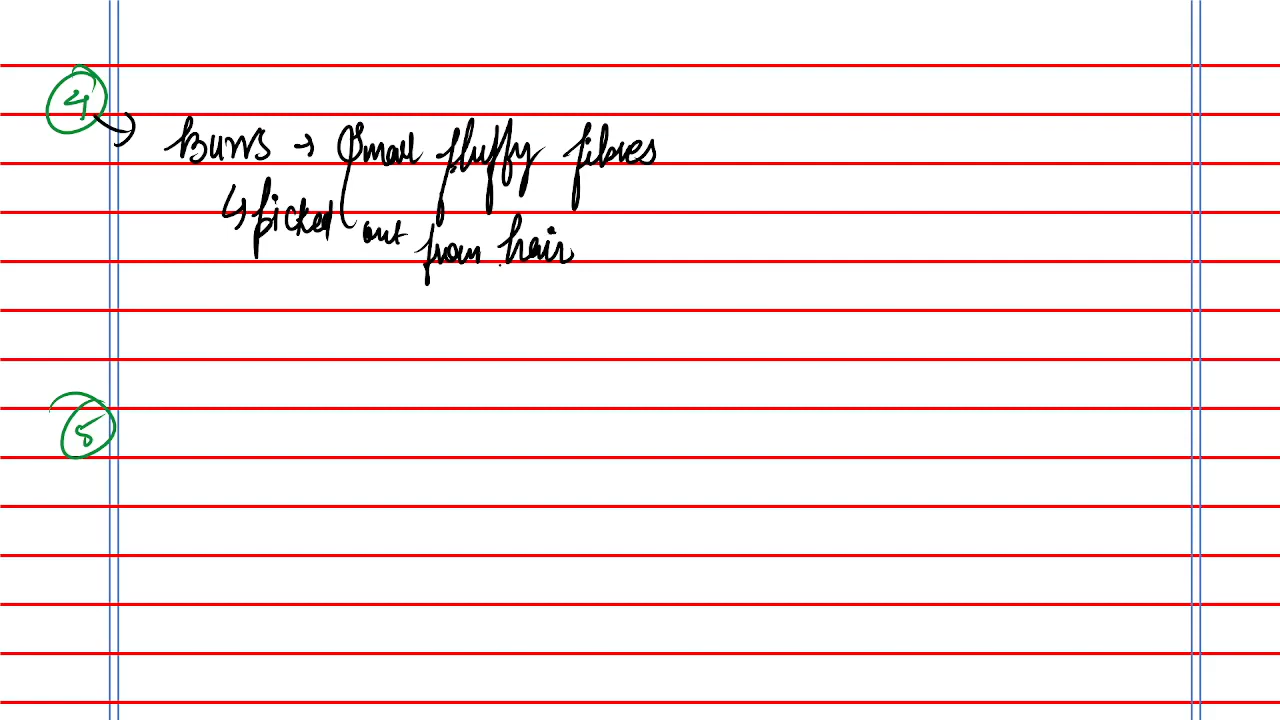 4
Burrs → Small fluffy fibres
↳ picked out from hair
5